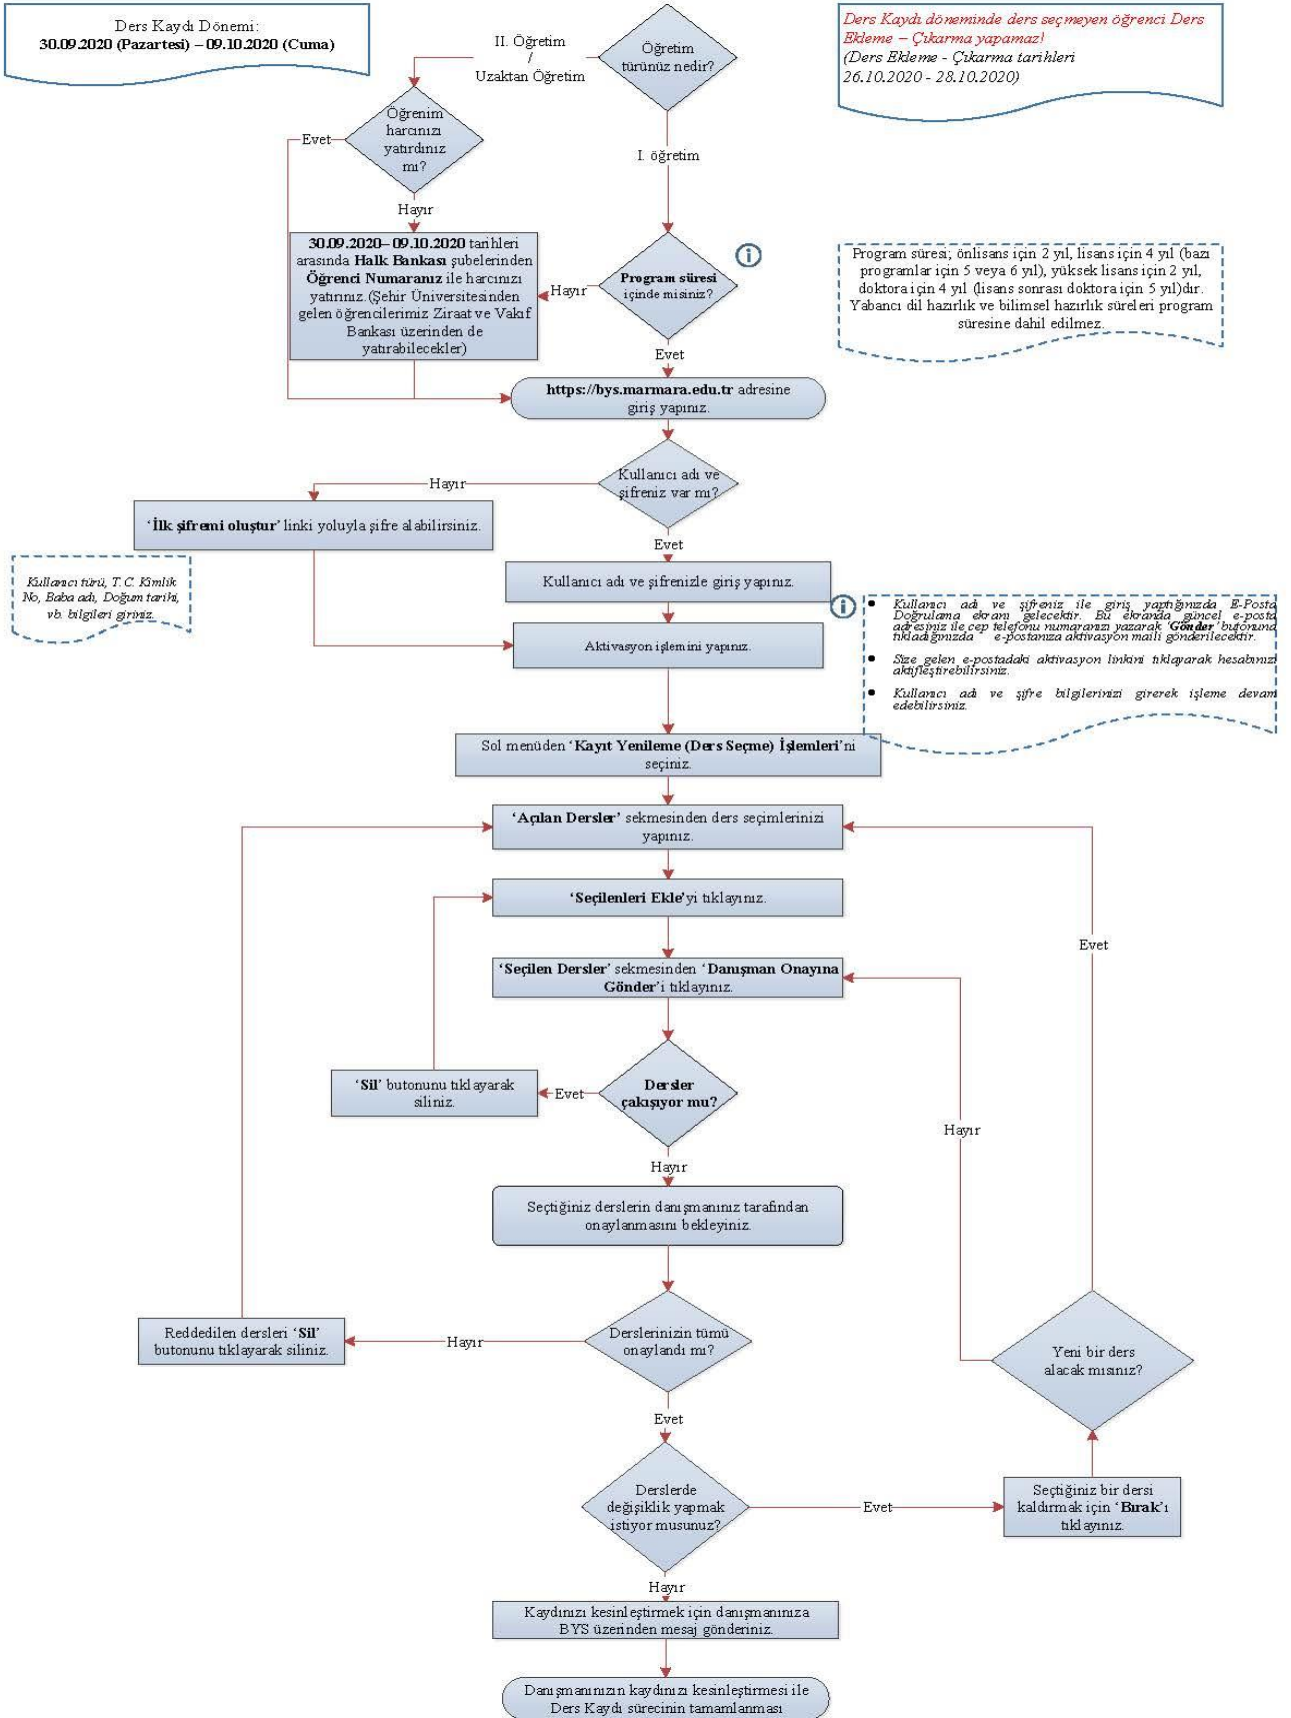 Ders Kaydı Dönemi:
30.09.2020 (Pazartesi) – 09.10.2020 (Cuma)
II. Öğretim
/
Uzaktan Öğretim
Öğretim
türünüz nedir?
Ders Kaydı döneminde ders seçmeyen öğrenci Ders
Ekleme – Çıkarma yapamaz!
(Ders Ekleme - Çıkarma tarihleri
26.10.2020 - 28.10.2020)
Öğrenim
harcınızı
yatırdınız
mı?
Evet
I. öğretim
Hayır
30.09.2020– 09.10.2020 tarihleri
arasında Halk Bankası şubelerinden
Öğrenci Numaranız ile harcınızı
yatırınız.(Şehir Üniversitesinden
gelen öğrencilerimiz Ziraat ve Vakıf
Bankası üzerinden de
yatırabilecekler)
Hayır
Program süresi
içinde misiniz?
Program süresi; önlisans için 2 yıl, lisans için 4 yıl (bazı
programlar için 5 veya 6 yıl), yüksek lisans için 2 yıl,
doktora için 4 yıl (lisans sonrası doktora için 5 yıl)dır.
Yabancı dil hazırlık ve bilimsel hazırlık süreleri program
süresine dahil edilmez.
Evet
https://bys.marmara.edu.tr adresine
giriş yapınız.
Kullanıcı adı ve
şifreniz var mı?
Hayır
'İlk şifremi oluştur' linki yoluyla şifre alabilirsiniz.
Evet
Kullanıcı türü, T.C. Kimlik
No, Baba adı, Doğum tarihi,
vb. bilgileri giriniz.
Kullanıcı adı ve şifrenizle giriş yapınız.
Aktivasyon işlemini yapınız.
• Kullanıcı adı ve şifreniz ile giriş yaptığınızda E-Posta
Doğrulama ekranı gelecektir. Bu ekranda güncel e-posta
adresiniz ile cep telefonu numaranızı yazarak 'Gönder' butonuna
tıkladığınızda e-postanıza aktivasyon maili gönderilecektir.
• Size gelen e-postadaki aktivasyon linkini tıklayarak hesabınızı
aktifleştirebilirsiniz.
• Kullanıcı adı ve şifre bilgilerinizi girerek işleme devam
edebilirsiniz.
Sol menüden 'Kayıt Yenileme (Ders Seçme) İşlemleri'ni
seçiniz.
'Açılan Dersler' sekmesinden ders seçimlerinizi
yapınız.
'Seçilenleri Ekle'yi tıklayınız.
Evet
'Seçilen Dersler' sekmesinden 'Danışman Onayına
Gönder'i tıklayınız.
'Sil' butonunu tıklayarak
siliniz.
Evet
Dersler
çakışıyor mu?
Hayır
Hayır
Seçtiğiniz derslerin danışmanınız tarafından
onaylanmasını bekleyiniz.
Reddedilen dersleri 'Sil'
butonunu tıklayarak siliniz.
Hayır
Derslerinizin tümü
onaylandı mı?
Yeni bir ders
alacak mısınız?
Evet
Derslerde
değişiklik yapmak
istiyor musunuz?
Evet
Seçtiğiniz bir dersi
kaldırmak için 'Bırak'ı
tıklayınız.
Hayır
Kaydınızı kesinleştirmek için danışmanınıza
BYS üzerinden mesaj gönderiniz.
Danışmanınızın kaydınızı kesinleştirmesi ile
Ders Kaydı sürecinin tamamlanması